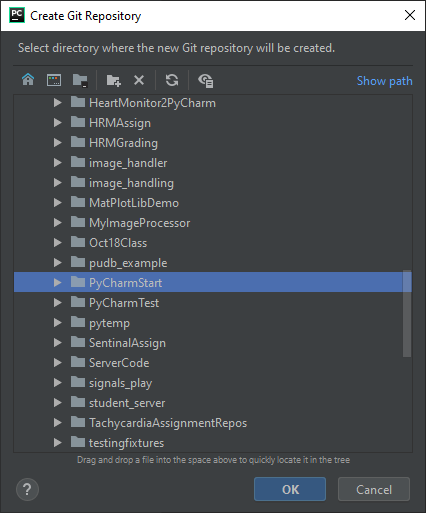 PC Create Git Repository
Select directory where the new Git repository will be created.
Show path
HeartMonitor2PyCharm
HRMAssign
HRMGrading
image_handler
image_handling
MatPlotLibDemo
MyImageProcessor
Oct18Class
pudb_example
PyCharmStart
PyCharmTest
pytemp
SentinalAssign
ServerCode
signals_play
student_server
TachycardiaAssignmentRepos
testingfixtures
Drag and drop a file into the space above to quickly locate it in the tree
? OK Cancel